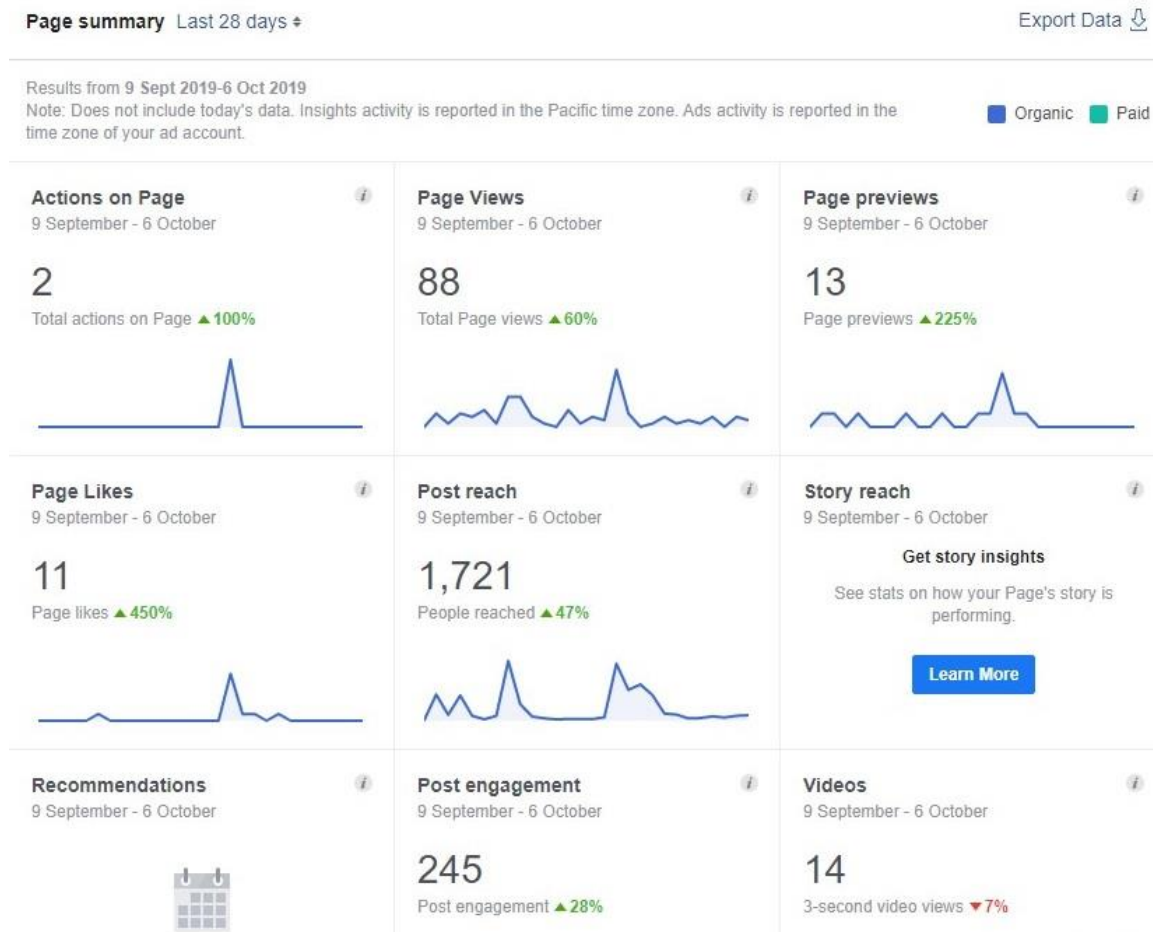 Page summary Last 28 days
Export Data
Results from 9 Sept 2019-6 Oct 2019
Note: Does not include today's data. Insights activity is reported in the Pacific time zone. Ads activity is reported in the
time zone of your ad account.
Organic Paid
Actions on Page
9 September - 6 October
2
Total actions on Page ▲100%
Page Views
9 September - 6 October
88
Total Page views ▲60%
Page previews
9 September - 6 October
13
Page previews ▲225%
Page Likes
9 September - 6 October
11
Page likes ▲450%
Post reach
9 September - 6 October
1,721
People reached ▲47%
Story reach
9 September - 6 October
Get story insights
See stats on how your Page's story is
performing.
Learn More
Recommendations
9 September - 6 October
Post engagement
9 September - 6 October
245
Post engagement ▲28%
Videos
9 September - 6 October
14
3-second video views ▼7%